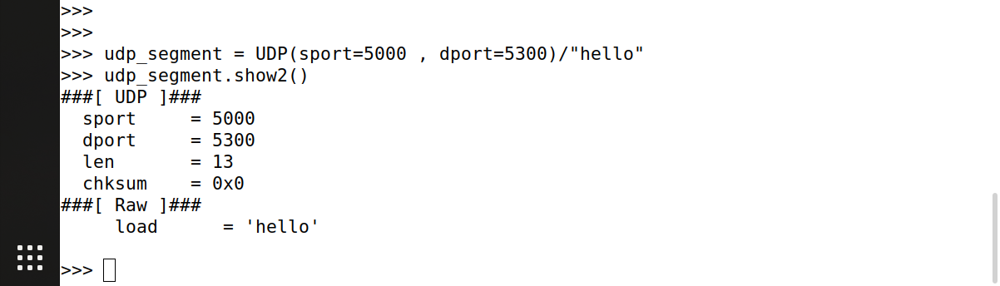 >>>
>>>
>>> udp_segment = UDP(sport=5000 , dport=5300)/"hello"
>>> udp_segment.show2()
###[ UDP ]###
  sport     = 5000
  dport     = 5300
  len       = 13
  chksum    = 0x0
###[ Raw ]###
     load      = 'hello'
>>>